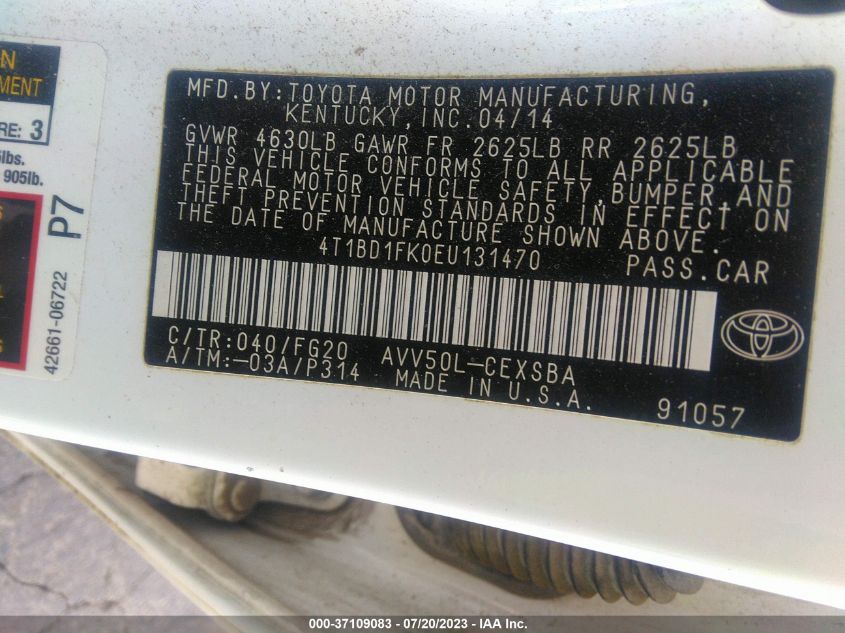 MFD.BY:TOYOTA MOTOR MANUFACTURING,
KENTUCKY, INC.04/14
GVWR 4630LB GAWR FR 2625LB RR 2625LB
THIS VEHICLE CONFORMS TO ALL APPLICABLE
FEDERAL MOTOR VEHICLE SAFETY,BUMPER,AND
THEFT PREVENTION STANDARDS IN EFFECT ON
THE DATE OF MANUFACTURE SHOWN ABOVE.
4T1BD1FK0EU131470 PASS.CAR
C/TR:040/FG20 AVV50L-CEXSBA
A/TM:-03A/P314 MADE IN U.S.A.
91057
3
905lb.
P7
42661-06722
000-37109083 - 07/20/2023 - IAA Inc.